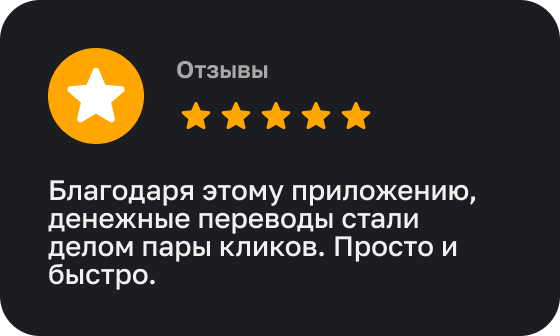 Отзывы
Благодаря этому приложению,
денежные переводы стали
делом пары кликов. Просто и
быстро.